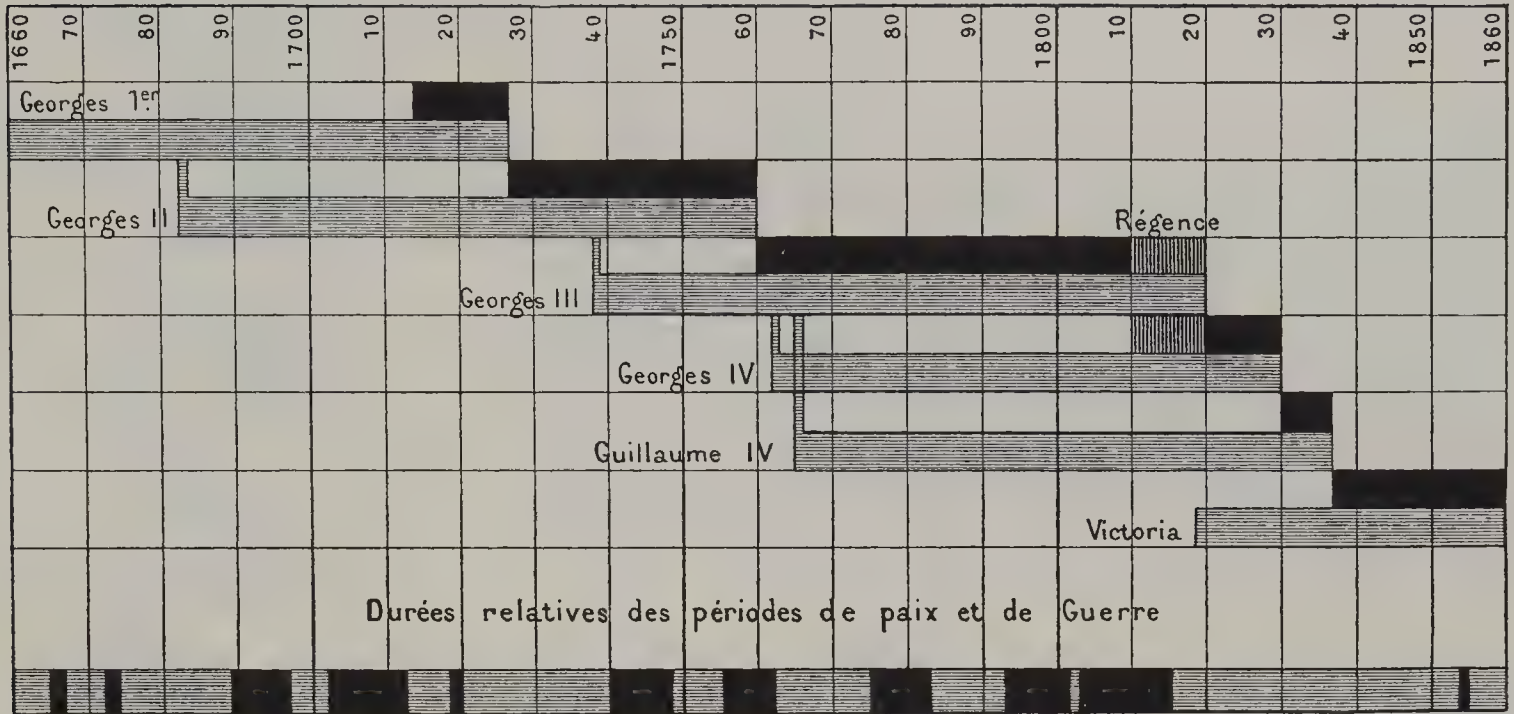 1660 70 80 90 1700 10 20 30 40 1750 60 70 80 90 1800 10 20 30 40 1850 1860
Georges 1er
Georges II
Régence
Georges III
Georges IV
Guillaume IV
Victoria
Durées relatives des périodes de paix et de Guerre